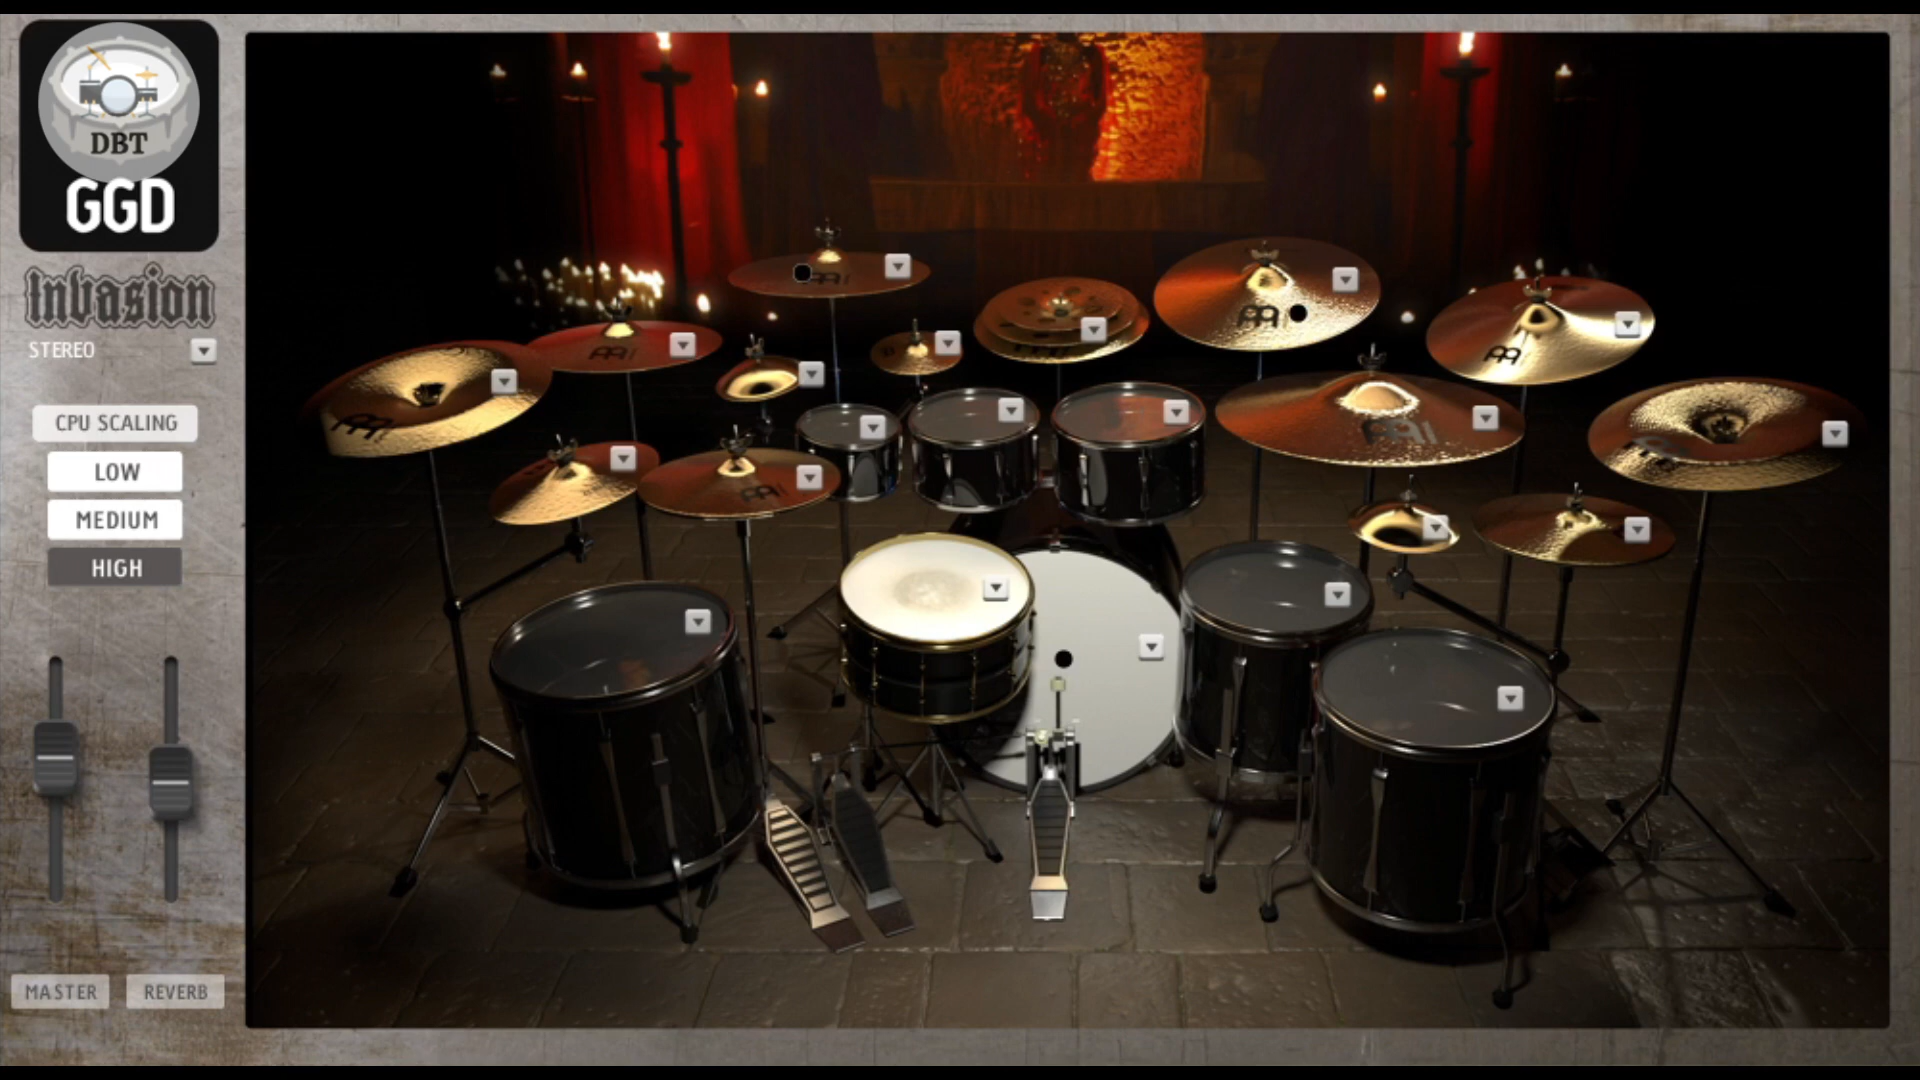 DBT
GGD
Invasion
STEREO
CPU SCALING
LOW
MEDIUM
HIGH
MASTER
REVERB